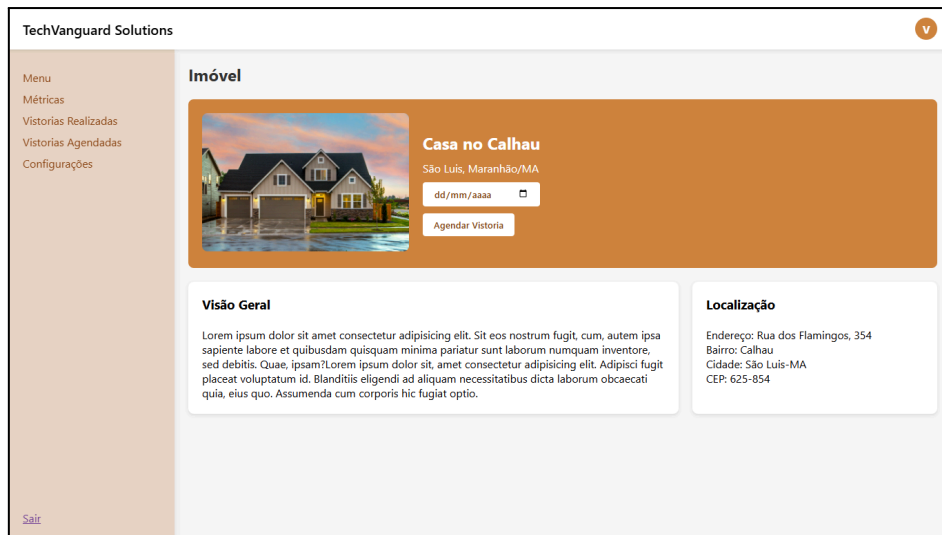 TechVanguard Solutions
V
Menu
Métricas
Vistorias Realizadas
Vistorias Agendadas
Configurações
Sair
Imóvel
Casa no Calhau
São Luis, Maranhão/MA
dd/mm/aaaa
Agendar Vistoria
Visão Geral
Lorem ipsum dolor sit amet consectetur adipisicing elit. Sit eos nostrum fugit, cum, autem ipsa
sapiente labore et quibusdam quisquam minima pariatur sunt laborum numquam inventore,
sed debitis. Quae, ipsam?Lorem ipsum dolor sit, amet consectetur adipisicing elit. Adipisci fugit
placeat voluptatum id. Blanditiis eligendi ad aliquam necessitatibus dicta laborum obcaecati
quia, eius quo. Assumenda cum corporis hic fugiat optio.
Localização
Endereço: Rua dos Flamingos, 354
Bairro: Calhau
Cidade: São Luis-MA
CEP: 625-854